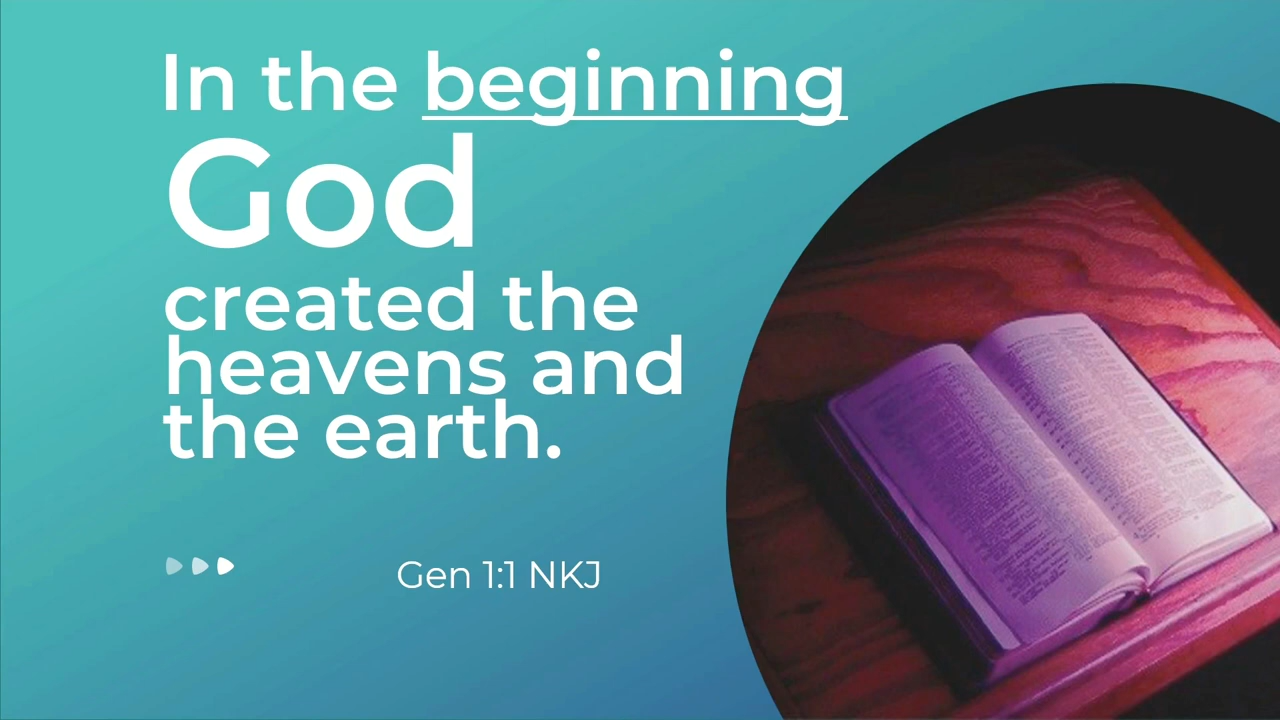 In the beginning
God
created the
heavens and
the earth.
Gen 1:1 NKJ